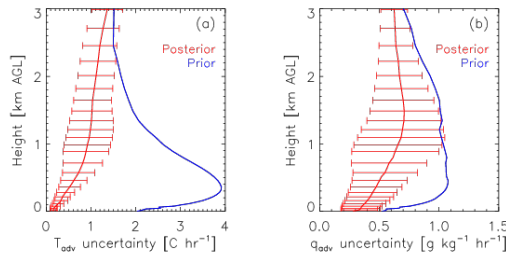 (a)
Posterior
Prior
Height [km AGL]
3
2
1
0
0 1 2 3 4
T_adv uncertainty [C hr⁻¹]
(b)
Posterior
Prior
Height [km AGL]
3
2
1
0
0.0 0.5 1.0 1.5
q_adv uncertainty [g kg⁻¹ hr⁻¹]